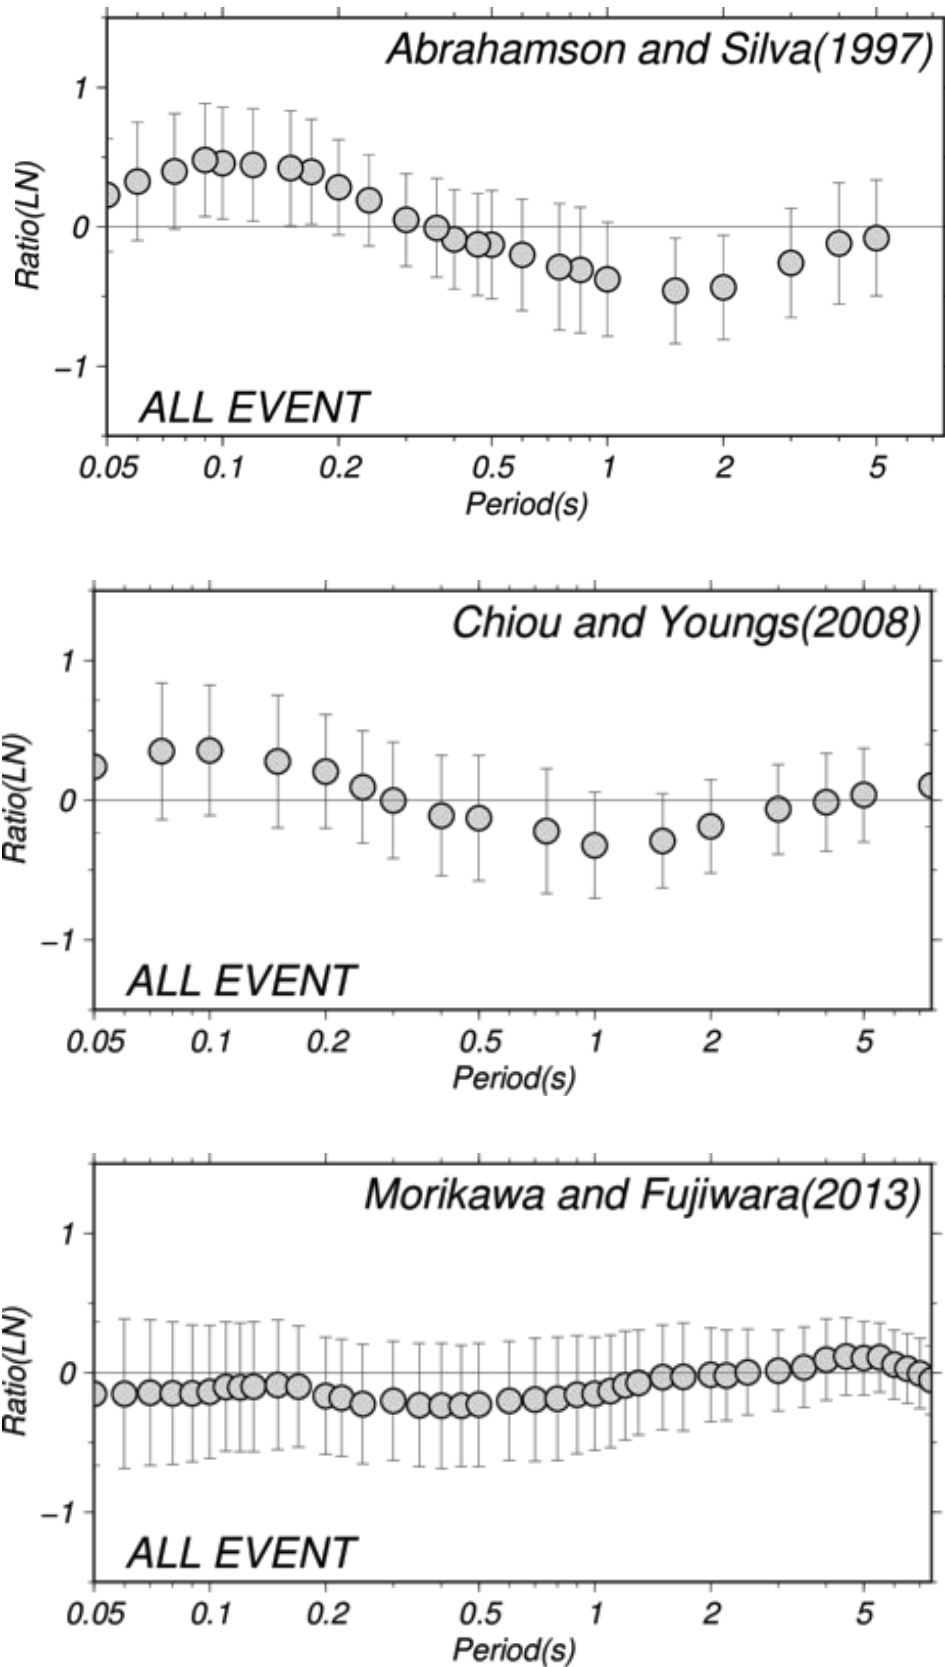 Abrahamson and Silva(1997)
1
0
−1
Ratio(LN)
ALL EVENT
0.05 0.1 0.2 0.5 1 2 5
Period(s)
Chiou and Youngs(2008)
1
0
−1
Ratio(LN)
ALL EVENT
0.05 0.1 0.2 0.5 1 2 5
Period(s)
Morikawa and Fujiwara(2013)
1
0
−1
Ratio(LN)
ALL EVENT
0.05 0.1 0.2 0.5 1 2 5
Period(s)